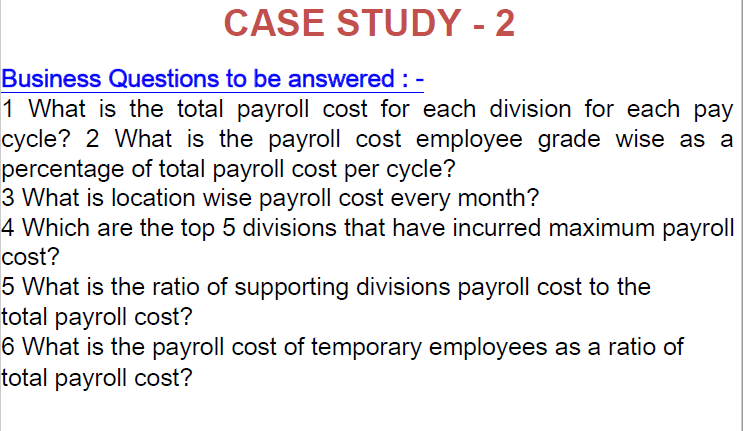 CASE STUDY - 2
Business Questions to be answered : -
1 What is the total payroll cost for each division for each pay
cycle? 2 What is the payroll cost employee grade wise as a
percentage of total payroll cost per cycle?
3 What is location wise payroll cost every month?
4 Which are the top 5 divisions that have incurred maximum payroll
cost?
5 What is the ratio of supporting divisions payroll cost to the
total payroll cost?
6 What is the payroll cost of temporary employees as a ratio of
total payroll cost?